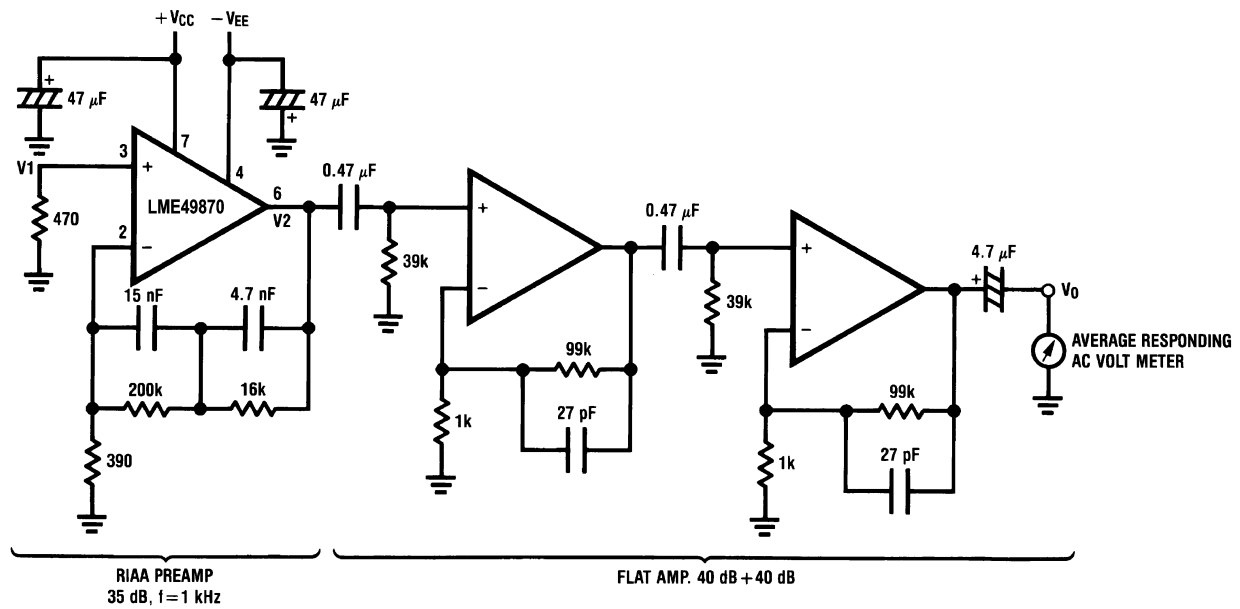 +VCC
−VEE
+
47 μF
47 μF
+
7
3
V1
+
4
6
LME49870
V2
470
2
−
0.47 μF
+
39k
−
0.47 μF
+
39k
−
4.7 μF
+
VO
AVERAGE RESPONDING
AC VOLT METER
15 nF
4.7 nF
200k
16k
390
99k
1k
27 pF
99k
1k
27 pF
RIAA PREAMP
35 dB, f=1 kHz
FLAT AMP. 40 dB+40 dB